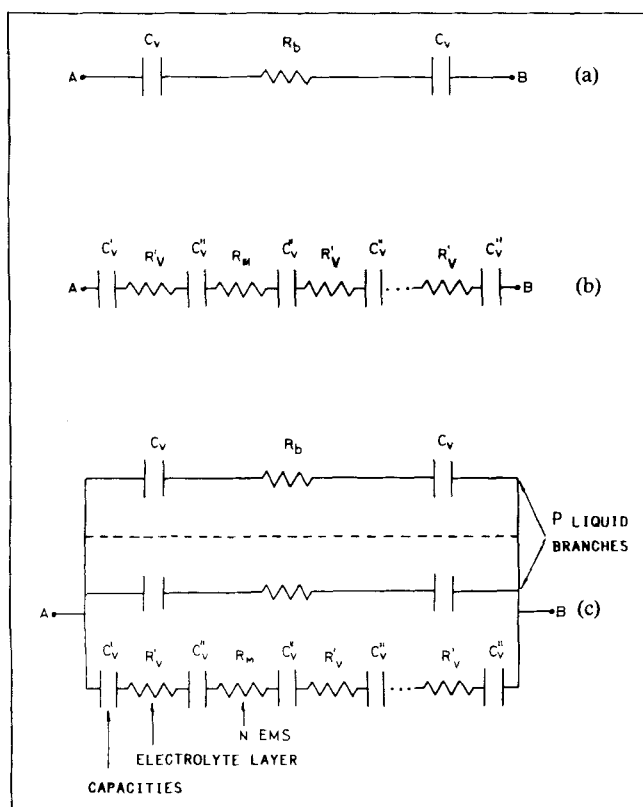 C_v R_b C_v
A B (a)
C'_v R'_v C''_v R_M C''_v R'_v C''_v R'_v C''_v
A ... B (b)
C_v R_b C_v
P LIQUID
BRANCHES
A B (c)
C'_v R'_v C''_v R_M C''_v R'_v C''_v R'_v C''_v
...
N EMS
ELECTROLYTE LAYER
CAPACITIES